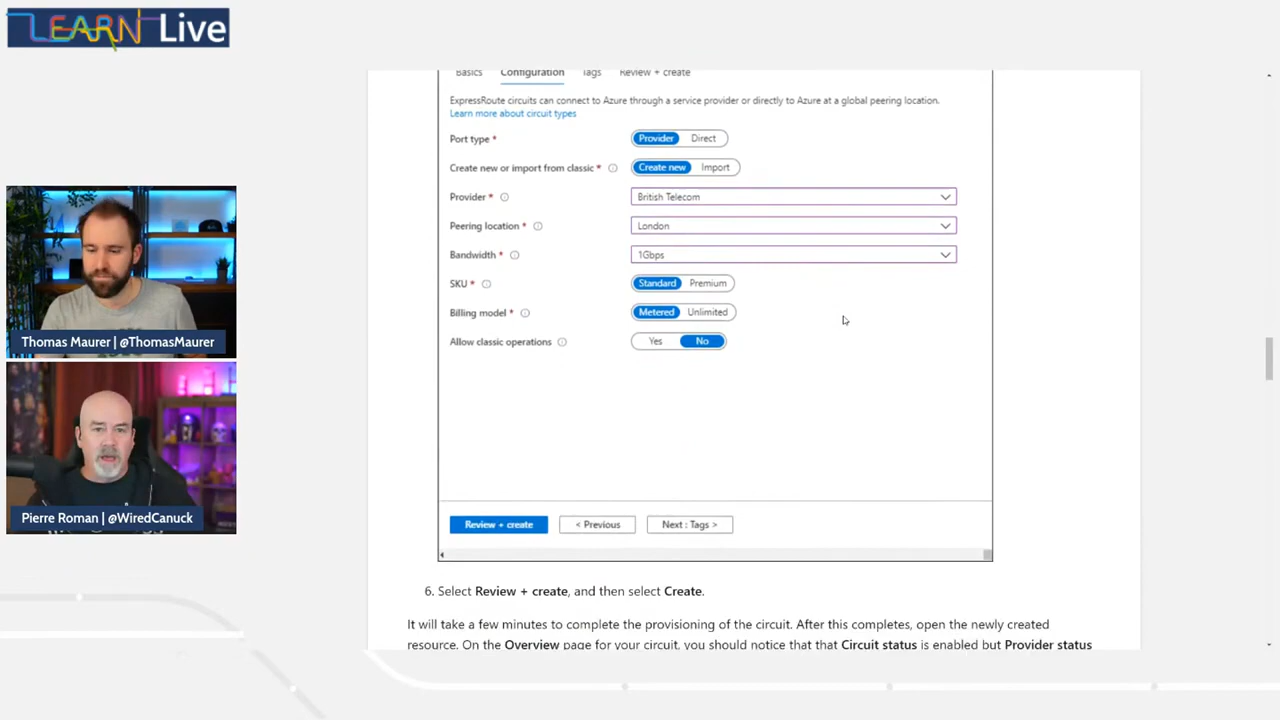 LEARN Live
Basics Configuration Tags Review + create
ExpressRoute circuits can connect to Azure through a service provider or directly to Azure at a global peering location.
Learn more about circuit types
Port type * Provider Direct
Create new or import from classic * Create new Import
Provider * British Telecom
Peering location * London
Bandwidth * 1Gbps
SKU * Standard Premium
Billing model * Metered Unlimited
Allow classic operations Yes No
Review + create < Previous Next : Tags >
6. Select Review + create, and then select Create.
It will take a few minutes to complete the provisioning of the circuit. After this completes, open the newly created
resource. On the Overview page for your circuit, you should notice that that Circuit status is enabled but Provider status
Thomas Maurer | @ThomasMaurer
Pierre Roman | @WiredCanuck